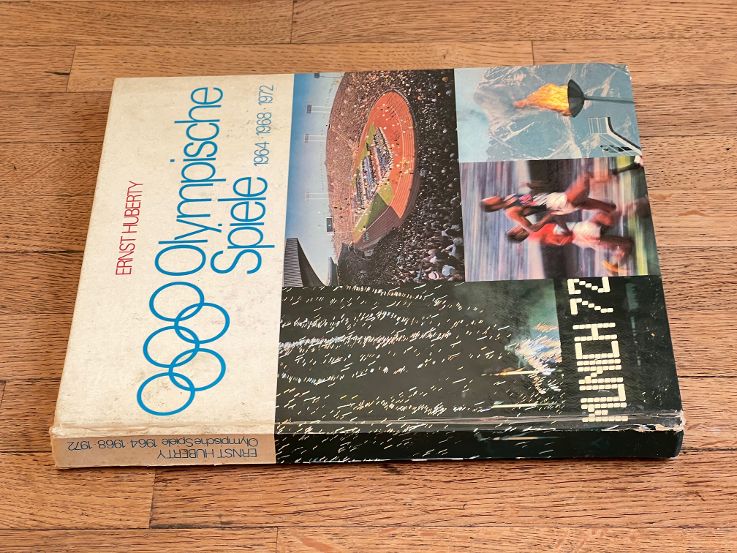 ERNST HUBERTY
Olympische
Spiele 1964 · 1968 · 1972
MUNICH 72
ERNST HUBERTY
Olympische Spiele 1964·1968·1972